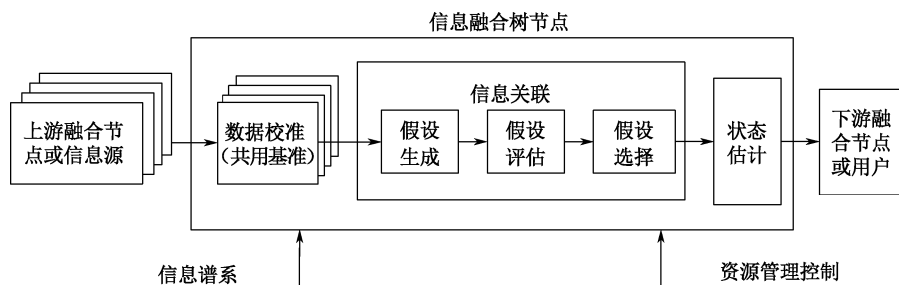 信息融合树节点
上游融合节
点或信息源
数据校准
（共用基准）
信息关联
假设
生成
假设
评估
假设
选择
状态
估计
下游融
合节点
或用户
信息谱系
资源管理控制